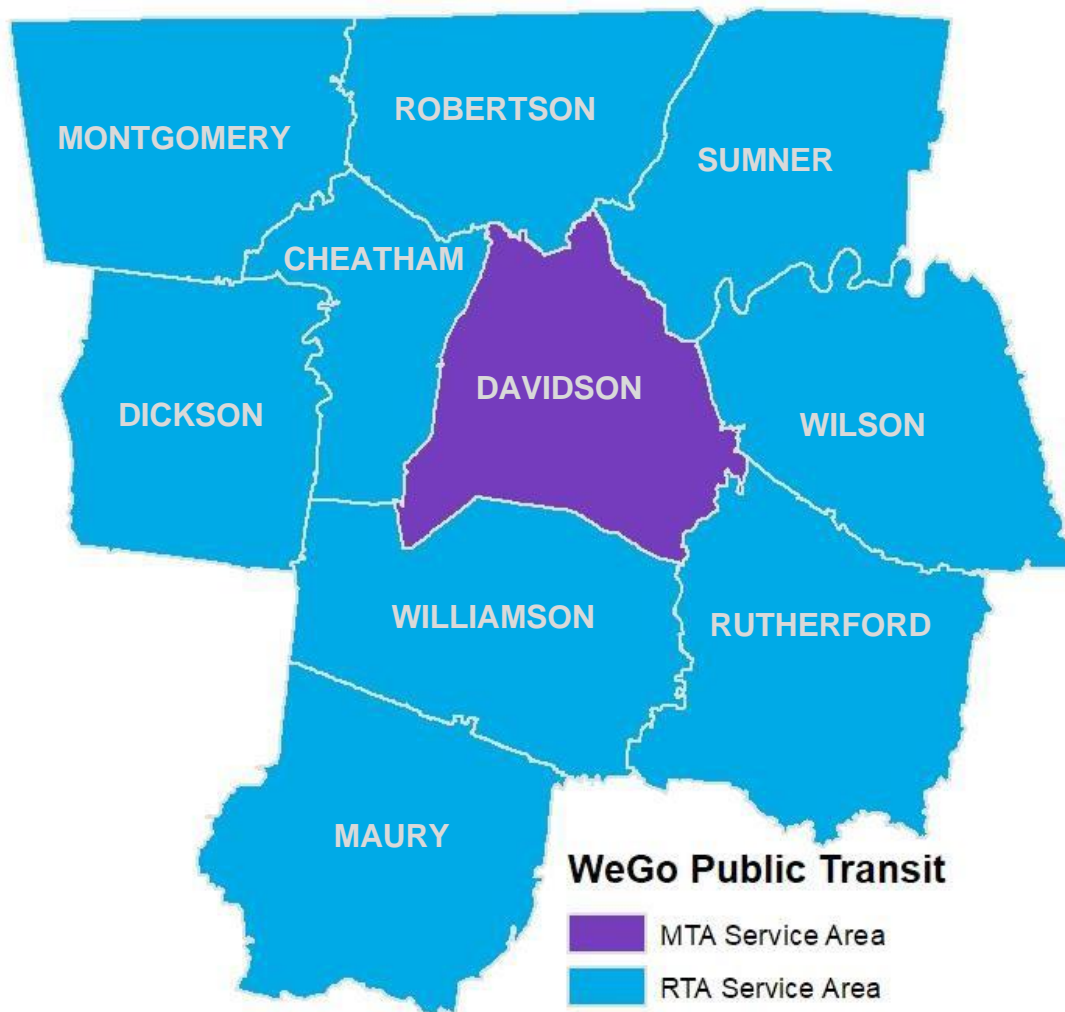 MONTGOMERY
ROBERTSON
SUMNER
CHEATHAM
DAVIDSON
DICKSON
WILSON
WILLIAMSON
RUTHERFORD
MAURY
WeGo Public Transit
MTA Service Area
RTA Service Area